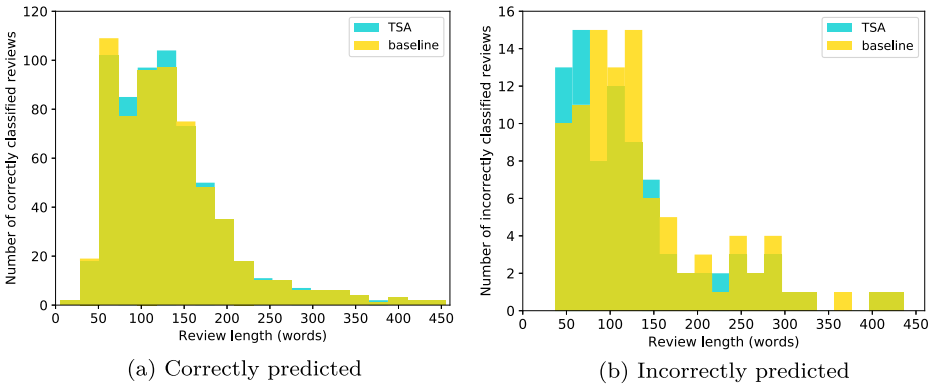 120
100
80
60
40
20
0
Number of correctly classified reviews
TSA
baseline
0 50 100 150 200 250 300 350 400 450
Review length (words)
(a) Correctly predicted
16
14
12
10
8
6
4
2
0
Number of incorrectly classified reviews
TSA
baseline
0 50 100 150 200 250 300 350 400 450
Review length (words)
(b) Incorrectly predicted